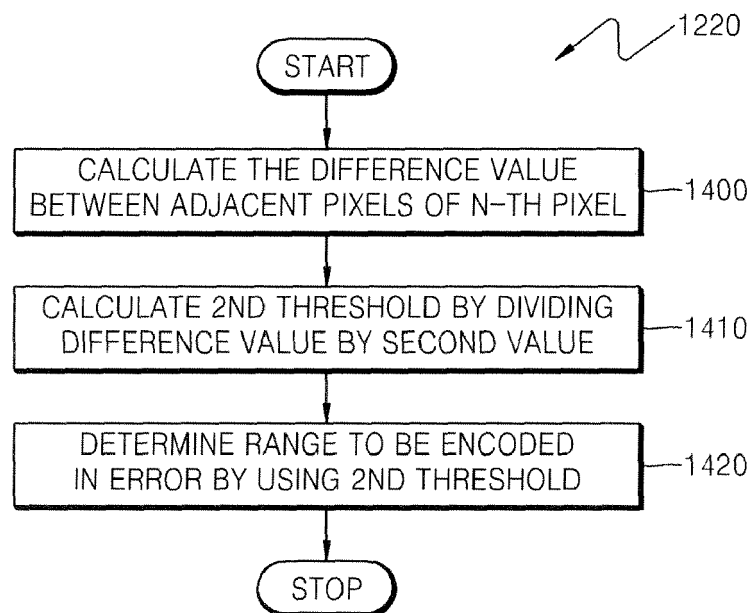 1220
START
CALCULATE THE DIFFERENCE VALUE
BETWEEN ADJACENT PIXELS OF N-TH PIXEL
1400
CALCULATE 2ND THRESHOLD BY DIVIDING
DIFFERENCE VALUE BY SECOND VALUE
1410
DETERMINE RANGE TO BE ENCODED
IN ERROR BY USING 2ND THRESHOLD
1420
STOP